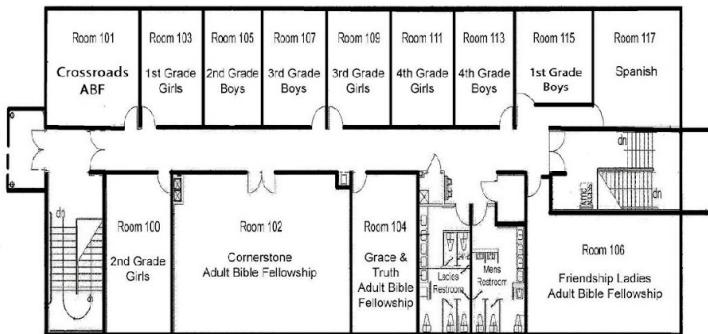 Room 101
Crossroads
ABF
Room 103
1st Grade
Girls
Room 105
2nd Grade
Boys
Room 107
3rd Grade
Boys
Room 109
3rd Grade
Girls
Room 111
4th Grade
Girls
Room 113
4th Grade
Boys
Room 115
1st Grade
Boys
Room 117
Spanish
dn
dn
ATTIC
ACCESS
dn
Room 100
2nd Grade
Girls
Room 102
Cornerstone
Adult Bible Fellowship
Room 104
Grace &
Truth
Adult Bible
Fellowship
Ladies
Restroom
Mens
Restroom
Room 106
Friendship Ladies
Adult Bible Fellowship